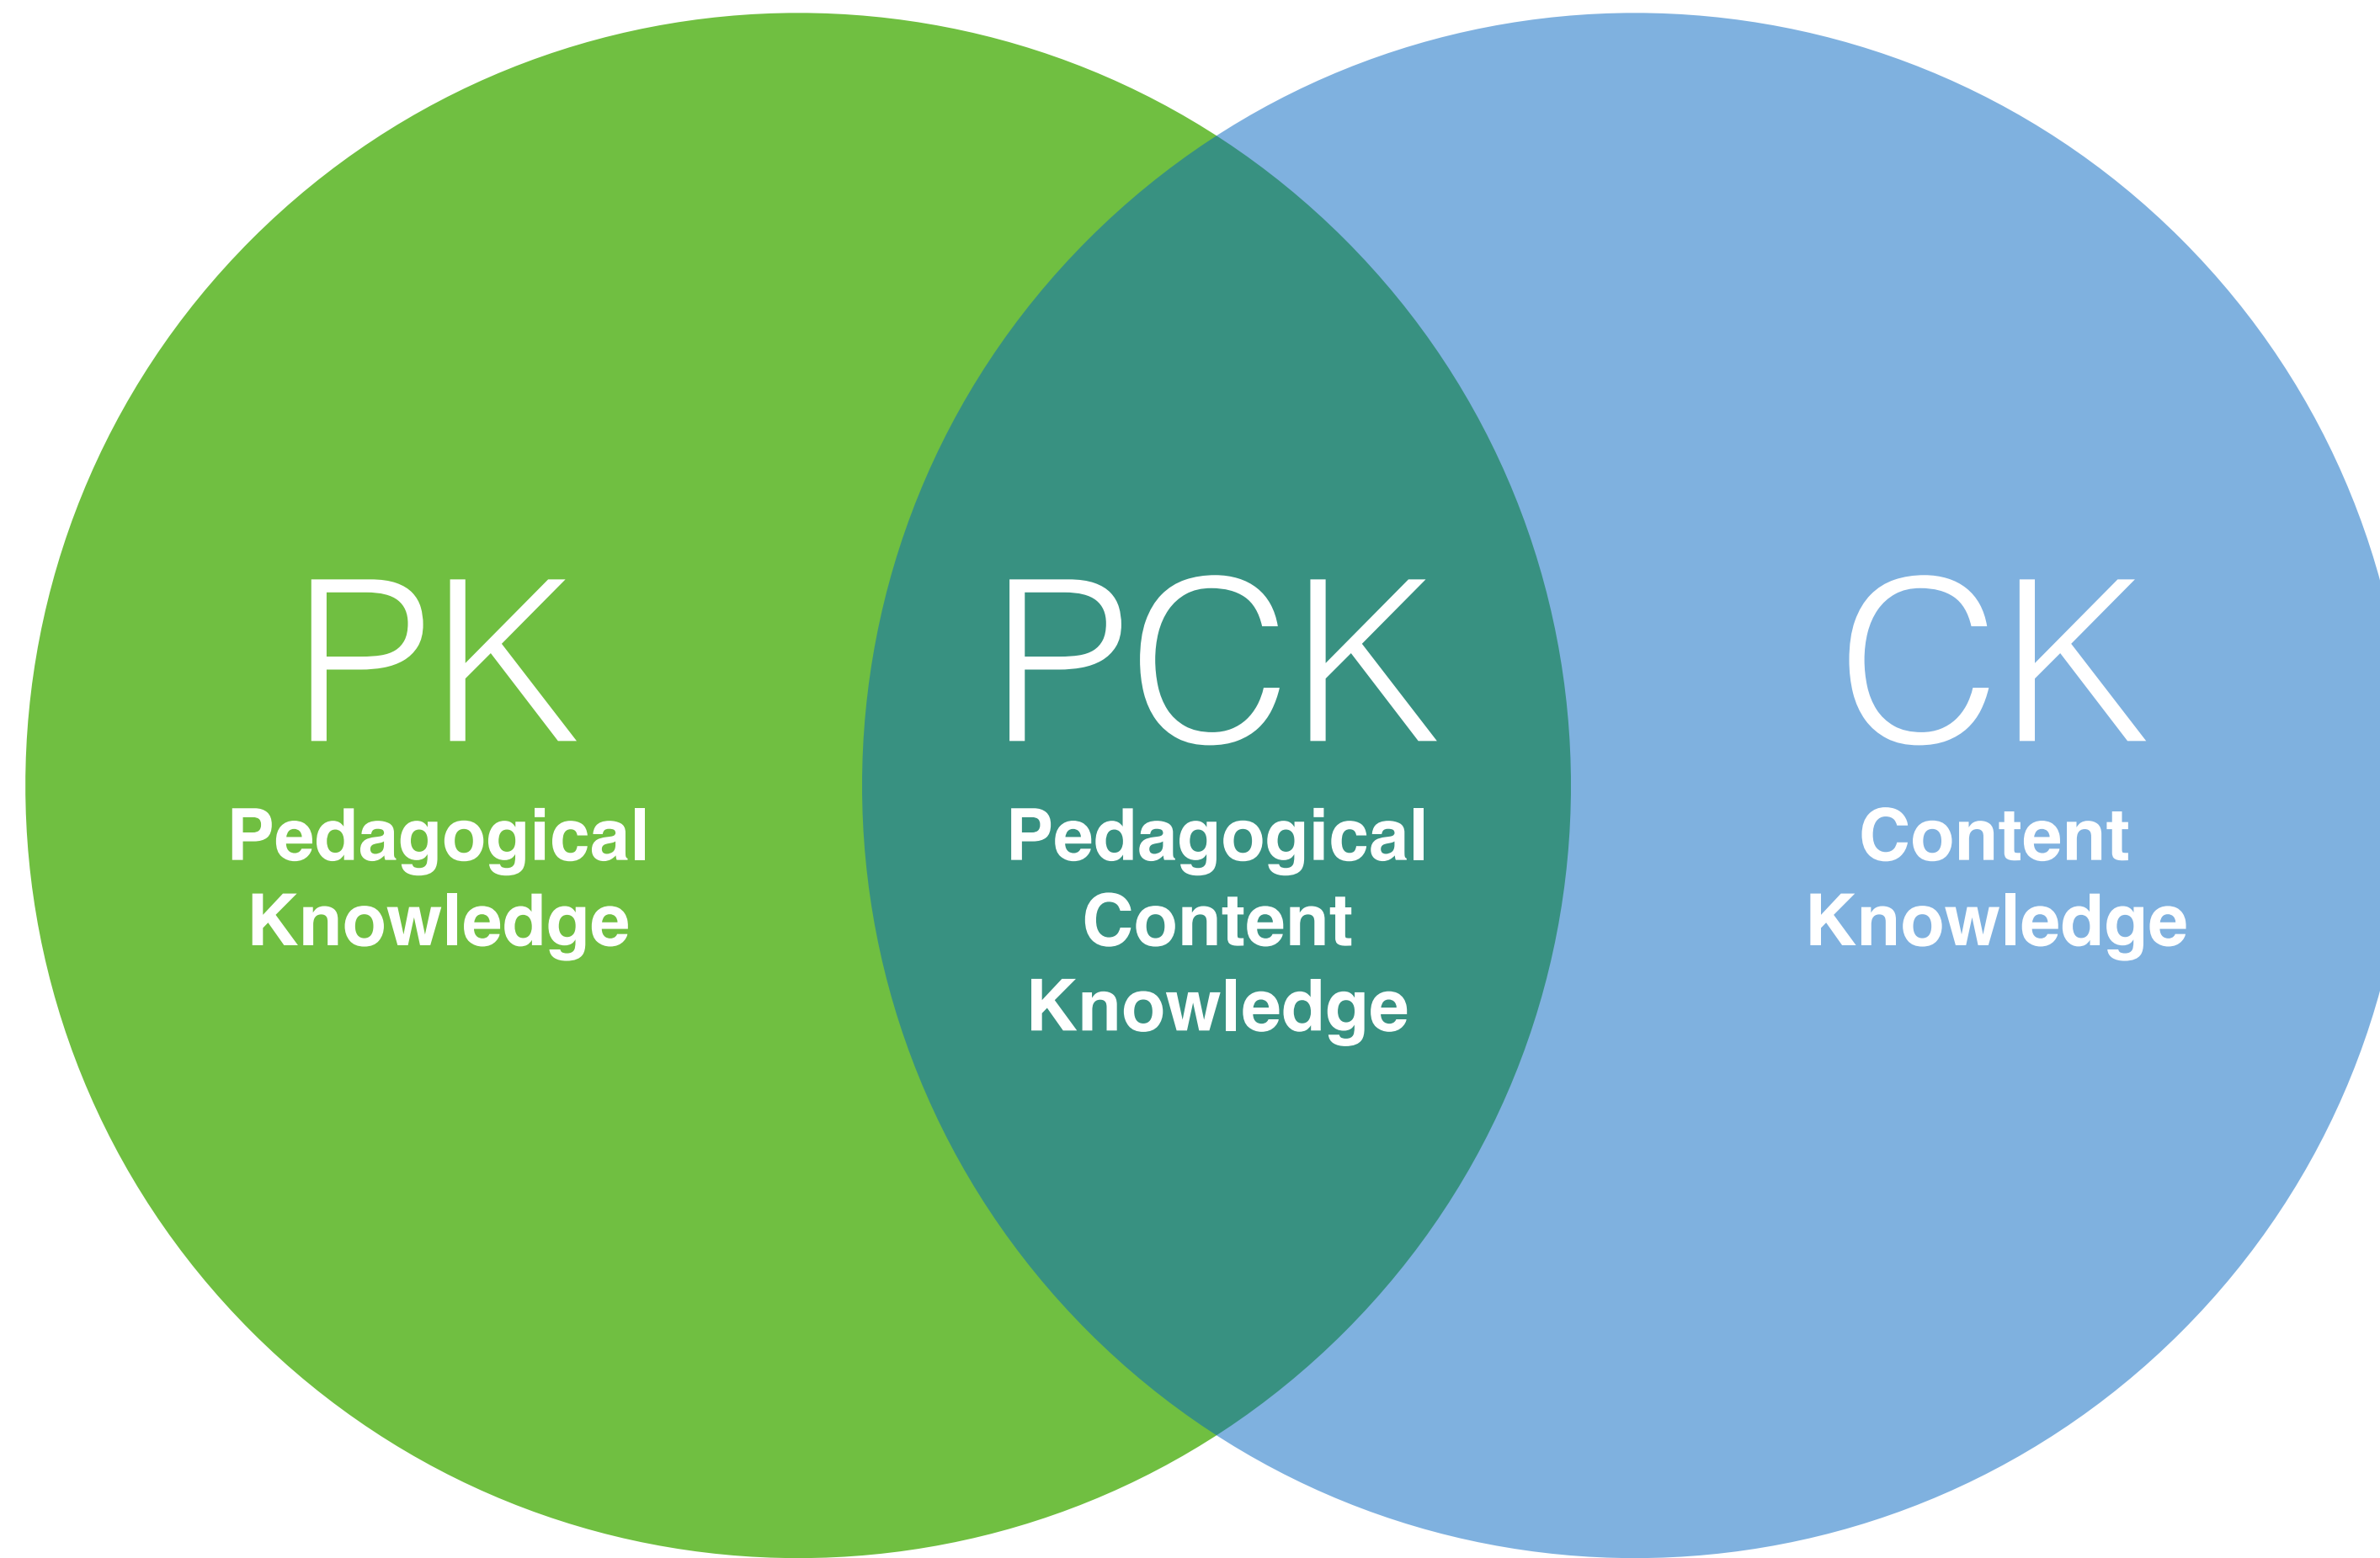 PK
Pedagogical
Knowledge
PCK
Pedagogical
Content
Knowledge
CK
Content
Knowledge